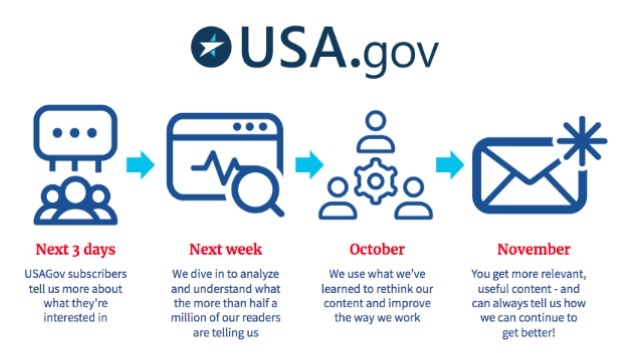 USA.gov
Next 3 days
USAGov subscribers
tell us more about
what they're
interested in
Next week
We dive in to analyze
and understand what
the more than half a
million of our readers
are telling us
October
We use what we've
learned to rethink our
content and improve
the way we work
November
You get more relevant,
useful content - and
can always tell us how
we can continue to
get better!